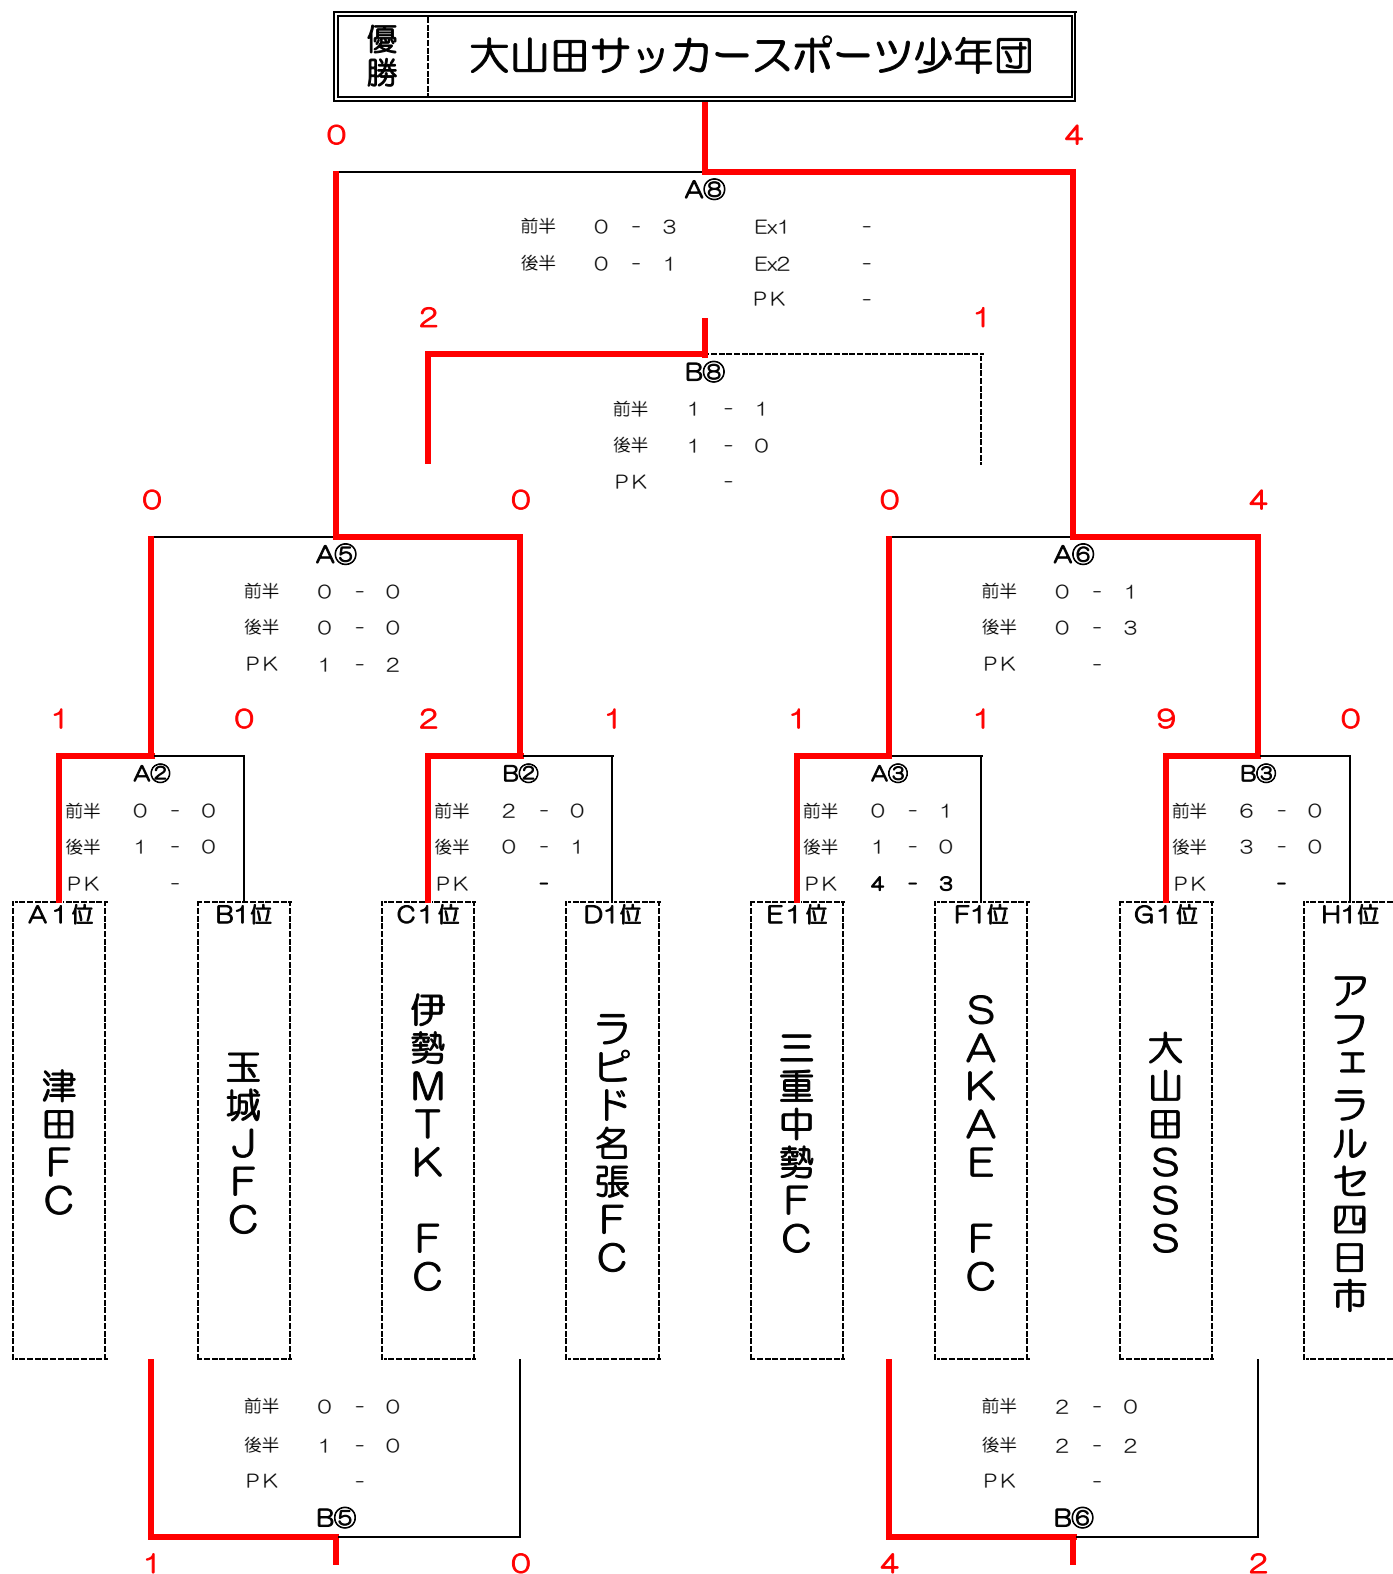 優勝 大山田サッカースポーツ少年団
0 4
A⑧
前半 0 - 3 Ex1 -
後半 0 - 1 Ex2 -
PK -
2 1
B⑧
前半 1 - 1
後半 1 - 0
PK -
0 0 0 4
A⑤ A⑥
前半 0 - 0 前半 0 - 1
後半 0 - 0 後半 0 - 3
PK 1 - 2 PK -
1 0 2 1 1 1 9 0
A② B② A③ B③
前半 0 - 0 前半 2 - 0 前半 0 - 1 前半 6 - 0
後半 1 - 0 後半 0 - 1 後半 1 - 0 後半 3 - 0
PK - PK - PK 4 - 3 PK -
A1位 B1位 C1位 D1位 E1位 F1位 G1位 H1位
津田FC
玉城JFC
伊勢MTK FC
ラピド名張FC
三重中勢FC
SAKAE FC
大山田SSS
アフェラルセ四日市
前半 0 - 0 前半 2 - 0
後半 1 - 0 後半 2 - 2
PK - PK -
B⑤ B⑥
1 0 4 2